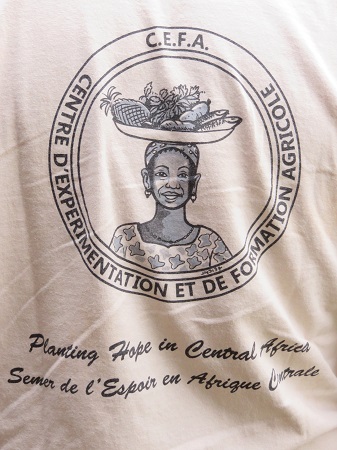 C.E.F.A.
CENTRE D'EXPERIMENTATION ET DE FORMATION AGRICOLE
Planting Hope in Central Africa
Semer de l'Espoir en Afrique Centrale